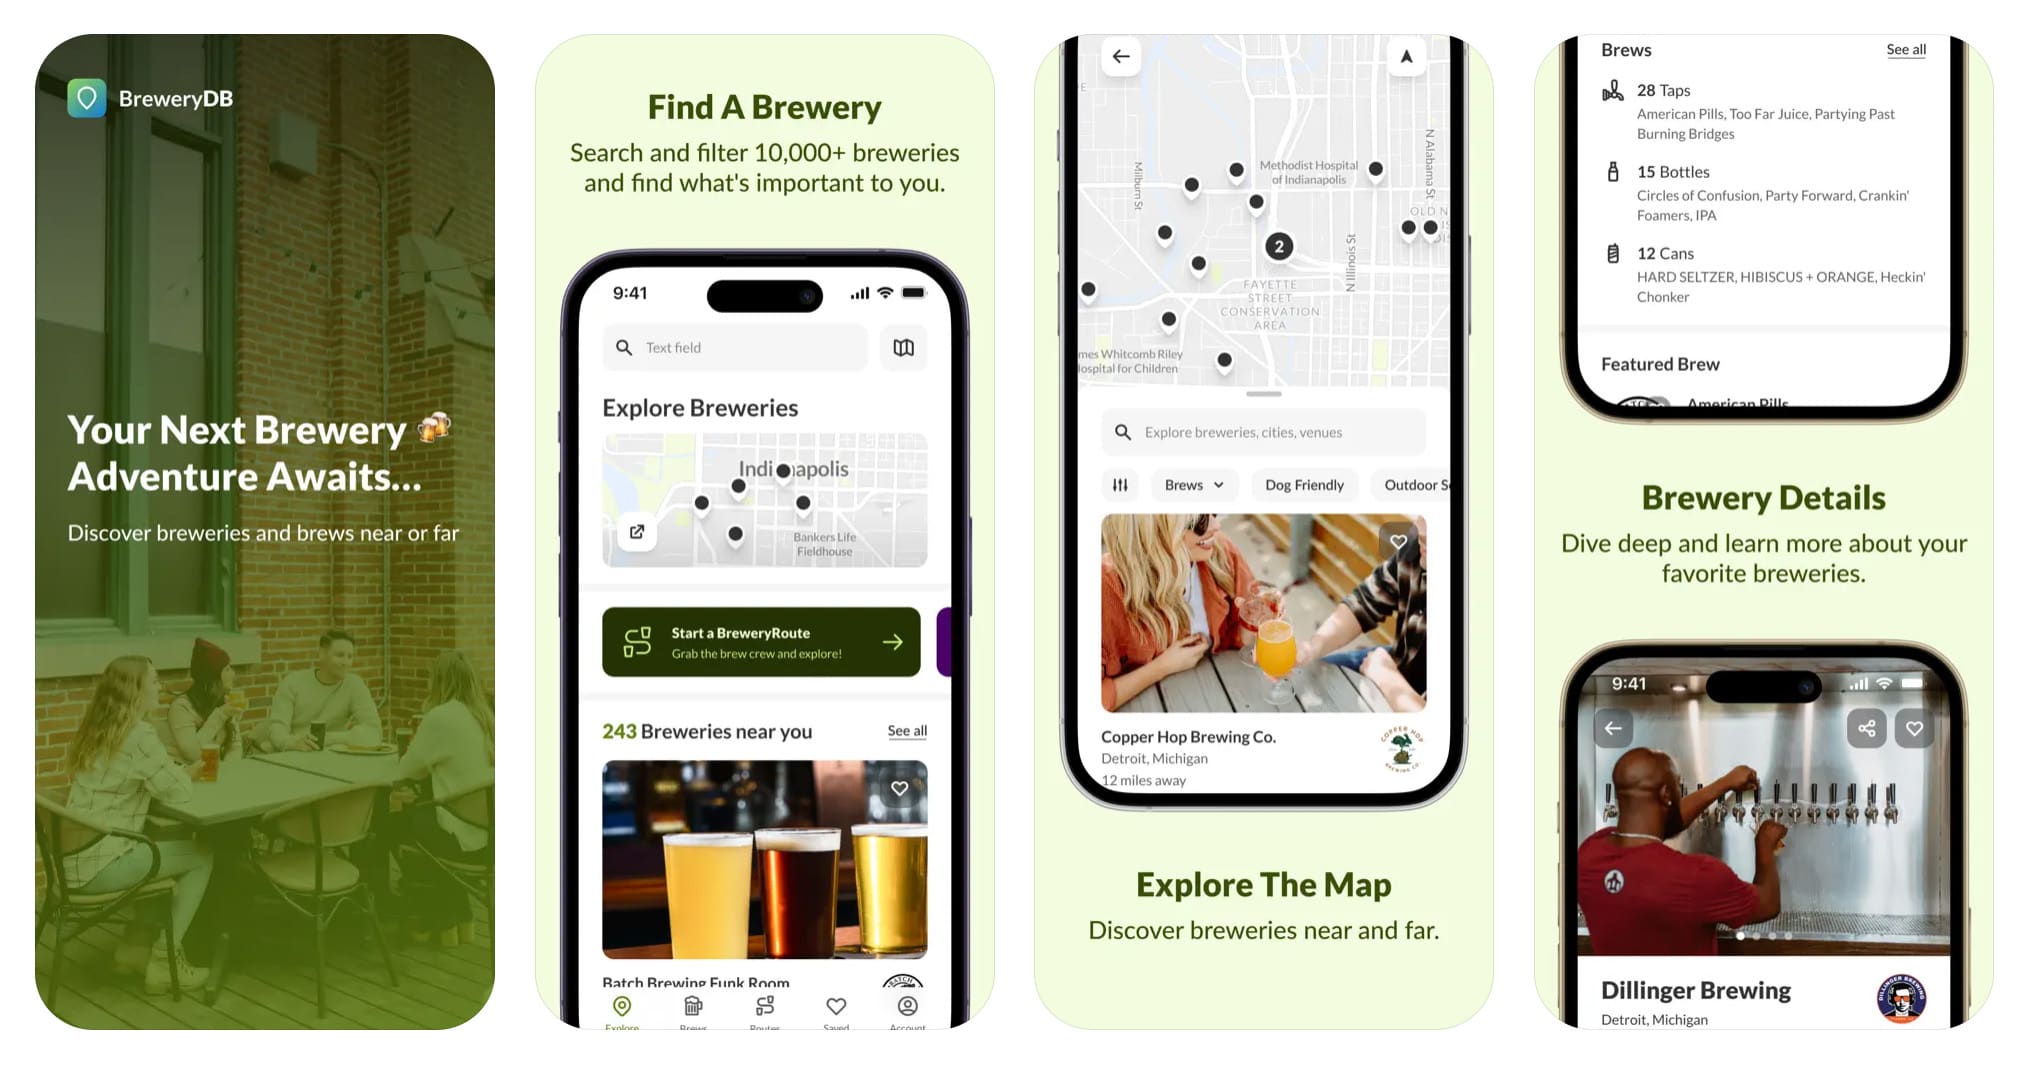 BreweryDB
Your Next Brewery
Adventure Awaits...
Discover breweries and brews near or far
Find A Brewery
Search and filter 10,000+ breweries
and find what's important to you.
9:41
Text field
Explore Breweries
Indi apolis
Bankers Life
Fieldhouse
Start a BreweryRoute
Grab the brew crew and explore!
243 Breweries near you
See all
Batch Brewing Funk Room
Explore
Brews
Routes
Saved
Account
Milburn St
Methodist Hospital
of Indianapolis
N Alabama St
OLD N
2
N Illinois St
FAYETTE
STREET
CONSERVATION
AREA
mes Whitcomb Riley
Hospital for Children
Explore breweries, cities, venues
Brews
Dog Friendly
Outdoor S
Copper Hop Brewing Co.
Detroit, Michigan
12 miles away
COPPER HOP
BREWING CO.
Explore The Map
Discover breweries near and far.
Brews
See all
28 Taps
American Pills, Too Far Juice, Partying Past
Burning Bridges
15 Bottles
Circles of Confusion, Party Forward, Crankin'
Foamers, IPA
12 Cans
HARD SELTZER, HIBISCUS + ORANGE, Heckin'
Chonker
Featured Brew
American Pills
Brewery Details
Dive deep and learn more about your
favorite breweries.
9:41
Dillinger Brewing
Detroit, Michigan
DILLINGER BREWING